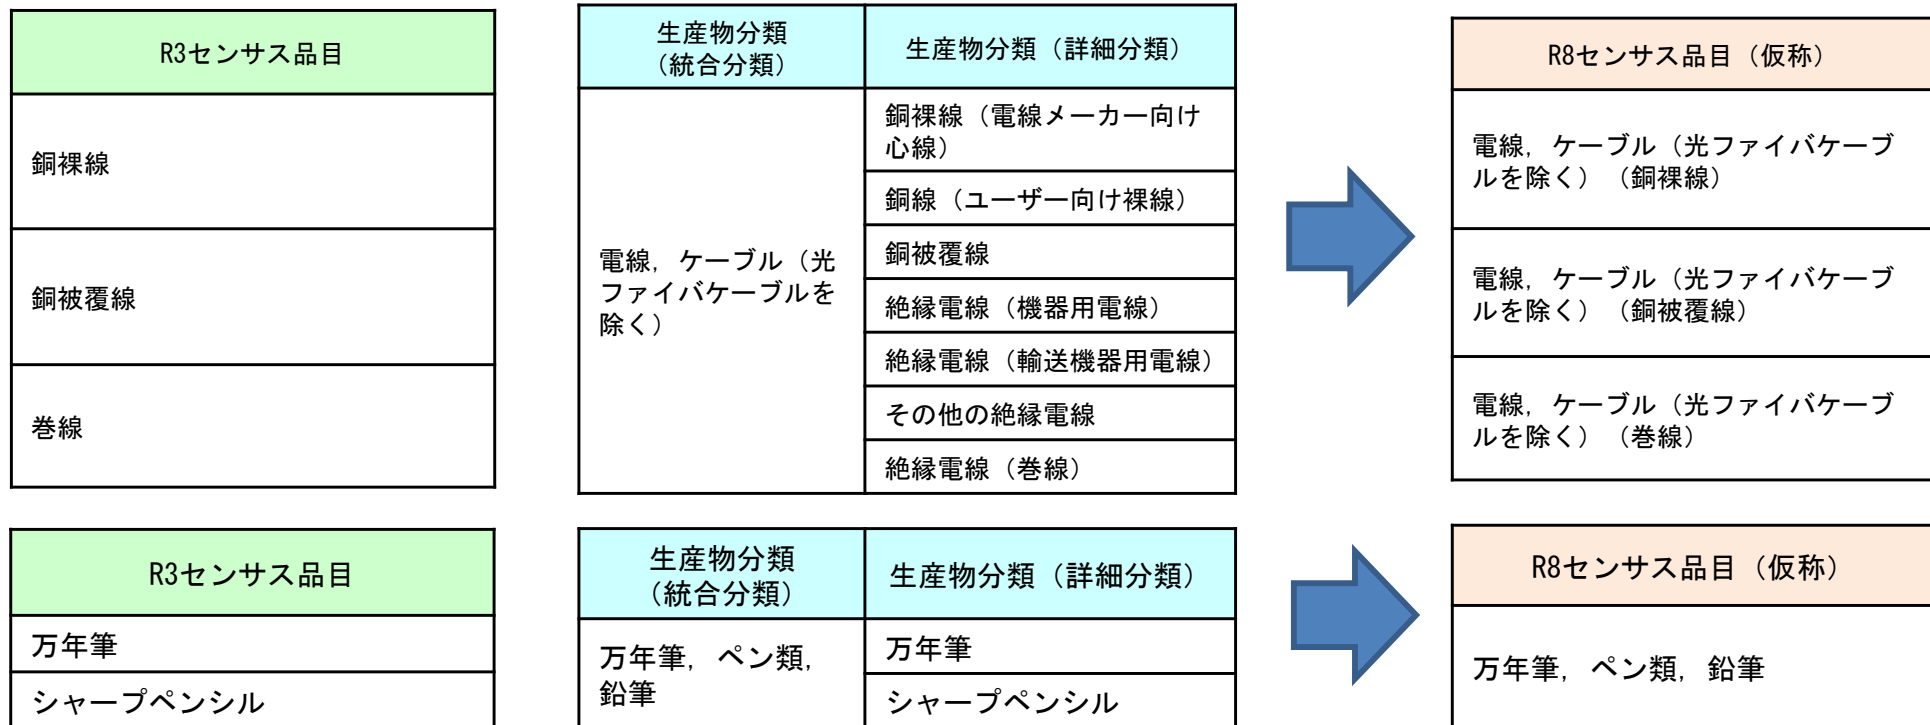 R3センサス品目
銅裸線
銅被覆線
巻線
生産物分類
（統合分類）
生産物分類（詳細分類）
電線，ケーブル（光
ファイバケーブルを
除く）
銅裸線（電線メーカー向け
心線）
銅線（ユーザー向け裸線）
銅被覆線
絶縁電線（機器用電線）
絶縁電線（輸送機器用電線）
その他の絶縁電線
絶縁電線（巻線）
R8センサス品目（仮称）
電線，ケーブル（光ファイバケーブ
ルを除く）（銅裸線）
電線，ケーブル（光ファイバケーブ
ルを除く）（銅被覆線）
電線，ケーブル（光ファイバケーブ
ルを除く）（巻線）
R3センサス品目
万年筆
シャープペンシル
生産物分類
（統合分類）
生産物分類（詳細分類）
万年筆，ペン類，
鉛筆
万年筆
シャープペンシル
R8センサス品目（仮称）
万年筆，ペン類，鉛筆